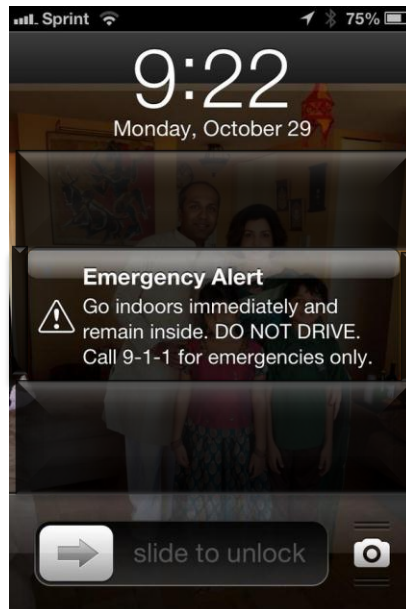 Sprint 75%
9:22
Monday, October 29
Emergency Alert
Go indoors immediately and
remain inside. DO NOT DRIVE.
Call 9-1-1 for emergencies only.
slide to unlock